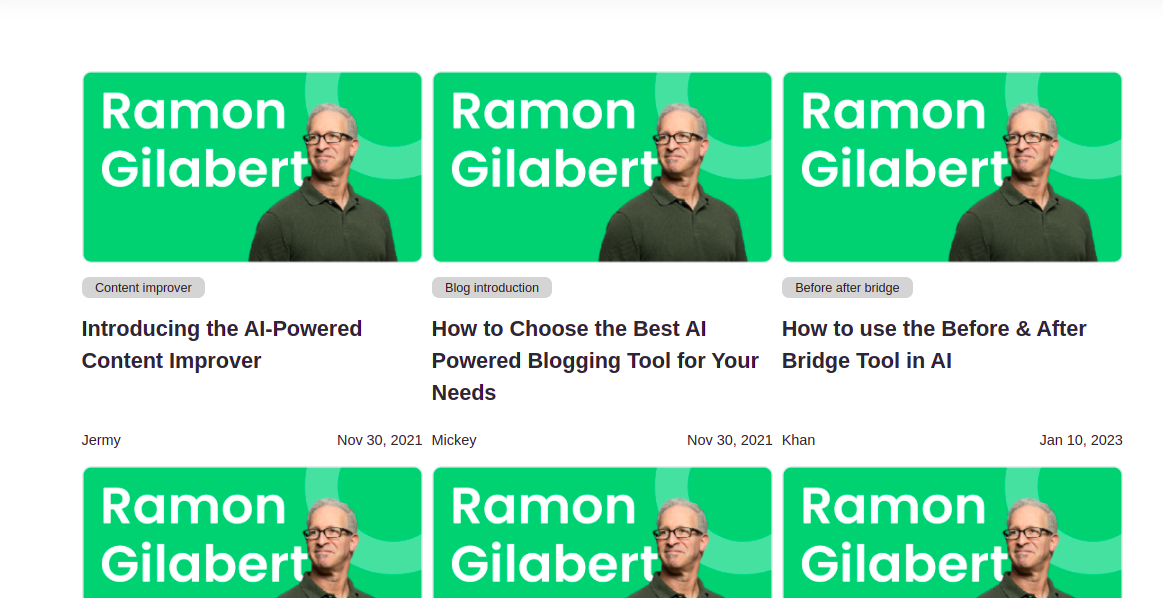 Ramon
Gilabert
Ramon
Gilabert
Ramon
Gilabert
Content improver
Blog introduction
Before after bridge
Introducing the AI-Powered
Content Improver
How to Choose the Best AI
Powered Blogging Tool for Your
Needs
How to use the Before & After
Bridge Tool in AI
Jermy
Nov 30, 2021
Mickey
Nov 30, 2021
Khan
Jan 10, 2023
Ramon
Gilabert
Ramon
Gilabert
Ramon
Gilabert